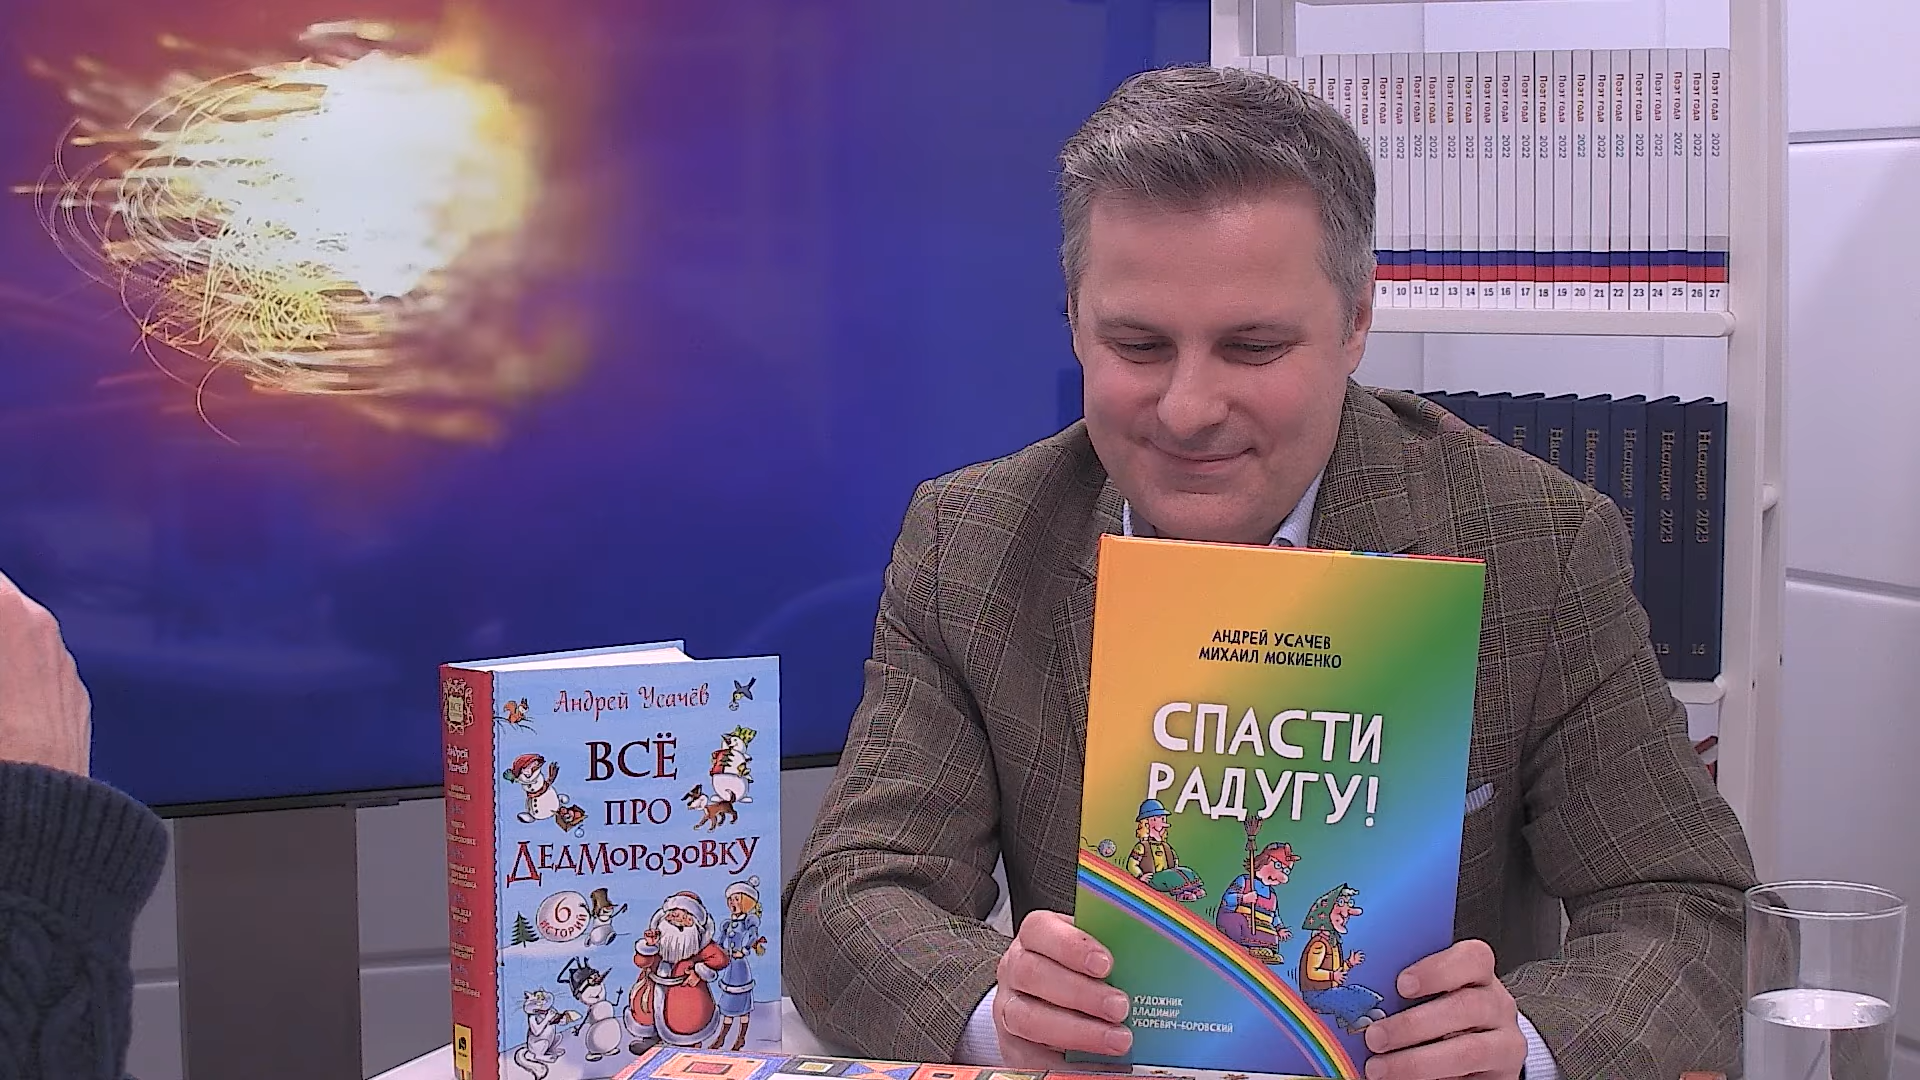 Поэт года 2022
9 10 11 12 13 14 15 16 17 18 19 20 21 22 23 24 25 26 27
Наследие 2023
15 16
АНДРЕЙ УСАЧЕВ
МИХАИЛ МОКИЕНКО
СПАСТИ
РАДУГУ!
ХУДОЖНИК
ВЛАДИМИР
УБОРЕВИЧ-БОРОВСКИЙ
Андрей Усачёв
ВСЁ
ПРО
ДЕДМОРОЗОВКУ
6
ИСТОРИЙ
Андрей
Усачёв